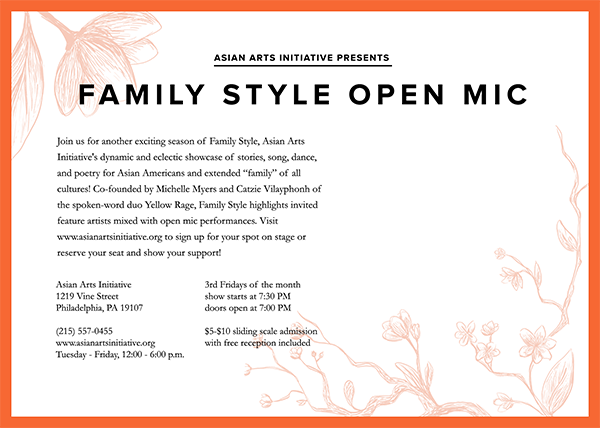 ASIAN ARTS INITIATIVE PRESENTS
FAMILY STYLE OPEN MIC
Join us for another exciting season of Family Style, Asian Arts
Initiative's dynamic and eclectic showcase of stories, song, dance,
and poetry for Asian Americans and extended “family” of all
cultures! Co-founded by Michelle Myers and Catzie Vilayphonh of
the spoken-word duo Yellow Rage, Family Style highlights invited
feature artists mixed with open mic performances. Visit
www.asianartsinitiative.org to sign up for your spot on stage or
reserve your seat and show your support!
Asian Arts Initiative
1219 Vine Street
Philadelphia, PA 19107
(215) 557-0455
www.asianartsinitiative.org
Tuesday - Friday, 12:00 - 6:00 p.m.
3rd Fridays of the month
show starts at 7:30 PM
doors open at 7:00 PM
$5-$10 sliding scale admission
with free reception included